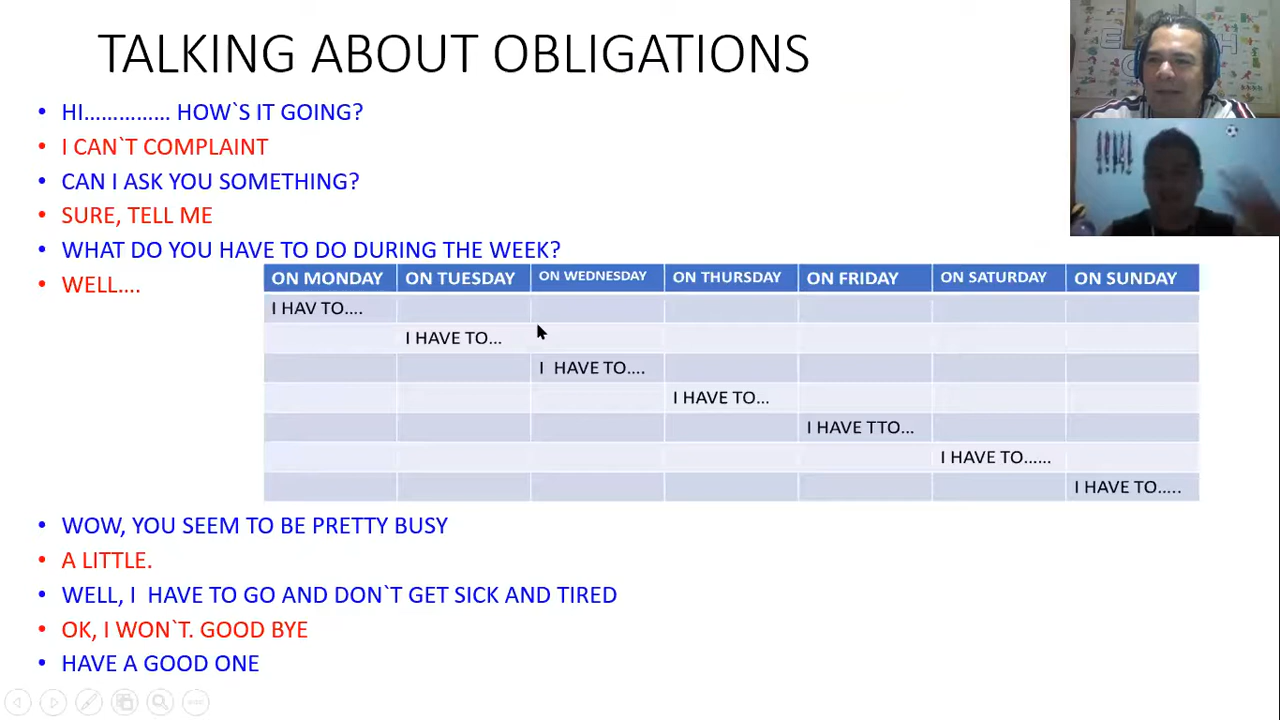 TALKING ABOUT OBLIGATIONS
• HI…………… HOW`S IT GOING?
• I CAN`T COMPLAINT
• CAN I ASK YOU SOMETHING?
• SURE, TELL ME
• WHAT DO YOU HAVE TO DO DURING THE WEEK?
• WELL….
ON MONDAY ON TUESDAY ON WEDNESDAY ON THURSDAY ON FRIDAY ON SATURDAY ON SUNDAY
I HAV TO….
I HAVE TO…
I HAVE TO….
I HAVE TO…
I HAVE TTO…
I HAVE TO……
I HAVE TO…..
• WOW, YOU SEEM TO BE PRETTY BUSY
• A LITTLE.
• WELL, I HAVE TO GO AND DON`T GET SICK AND TIRED
• OK, I WON`T. GOOD BYE
• HAVE A GOOD ONE